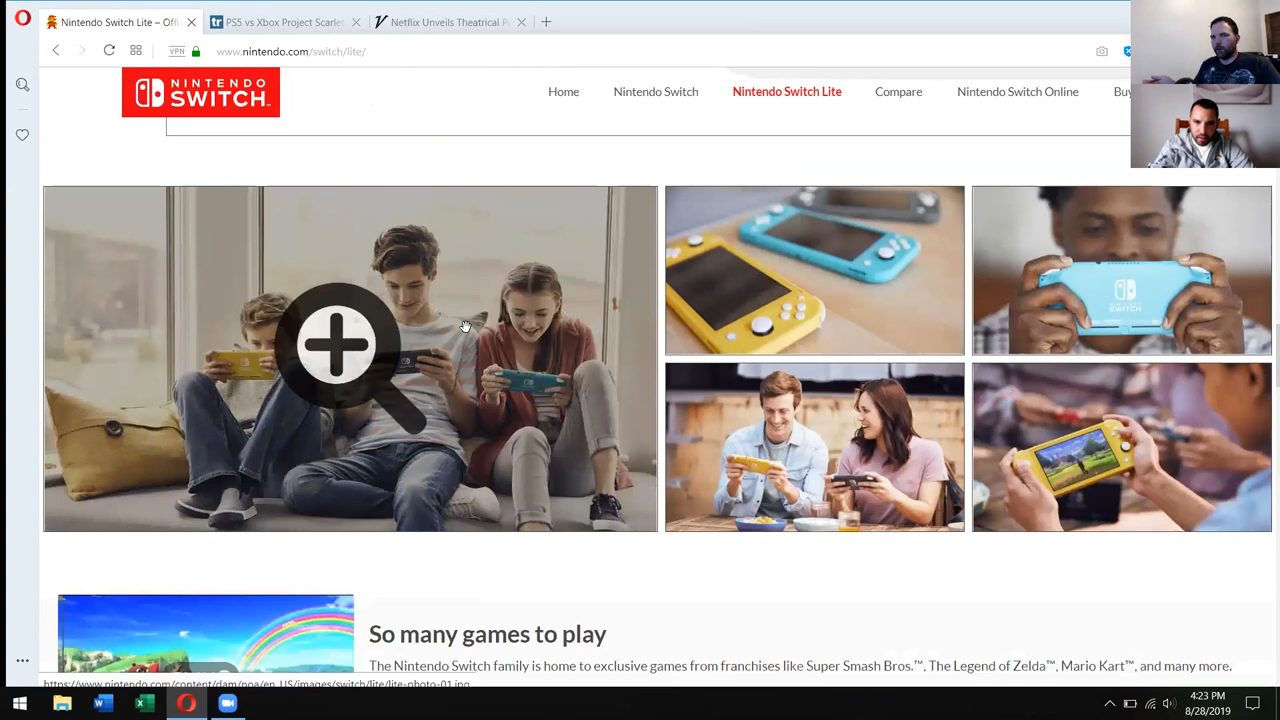 Nintendo Switch Lite – Offi
PS5 vs Xbox Project Scarlet
Netflix Unveils Theatrical P
VPN
www.nintendo.com/switch/lite/
NINTENDO
SWITCH
Home
Nintendo Switch
Nintendo Switch Lite
Compare
Nintendo Switch Online
Buy
So many games to play
The Nintendo Switch family is home to exclusive games from franchises like Super Smash Bros.™, The Legend of Zelda™, Mario Kart™, and many more.
https://www.nintendo.com/content/dam/noa/en_US/images/switch/lite/lite-photo-01.jpg
4:23 PM
8/28/2019